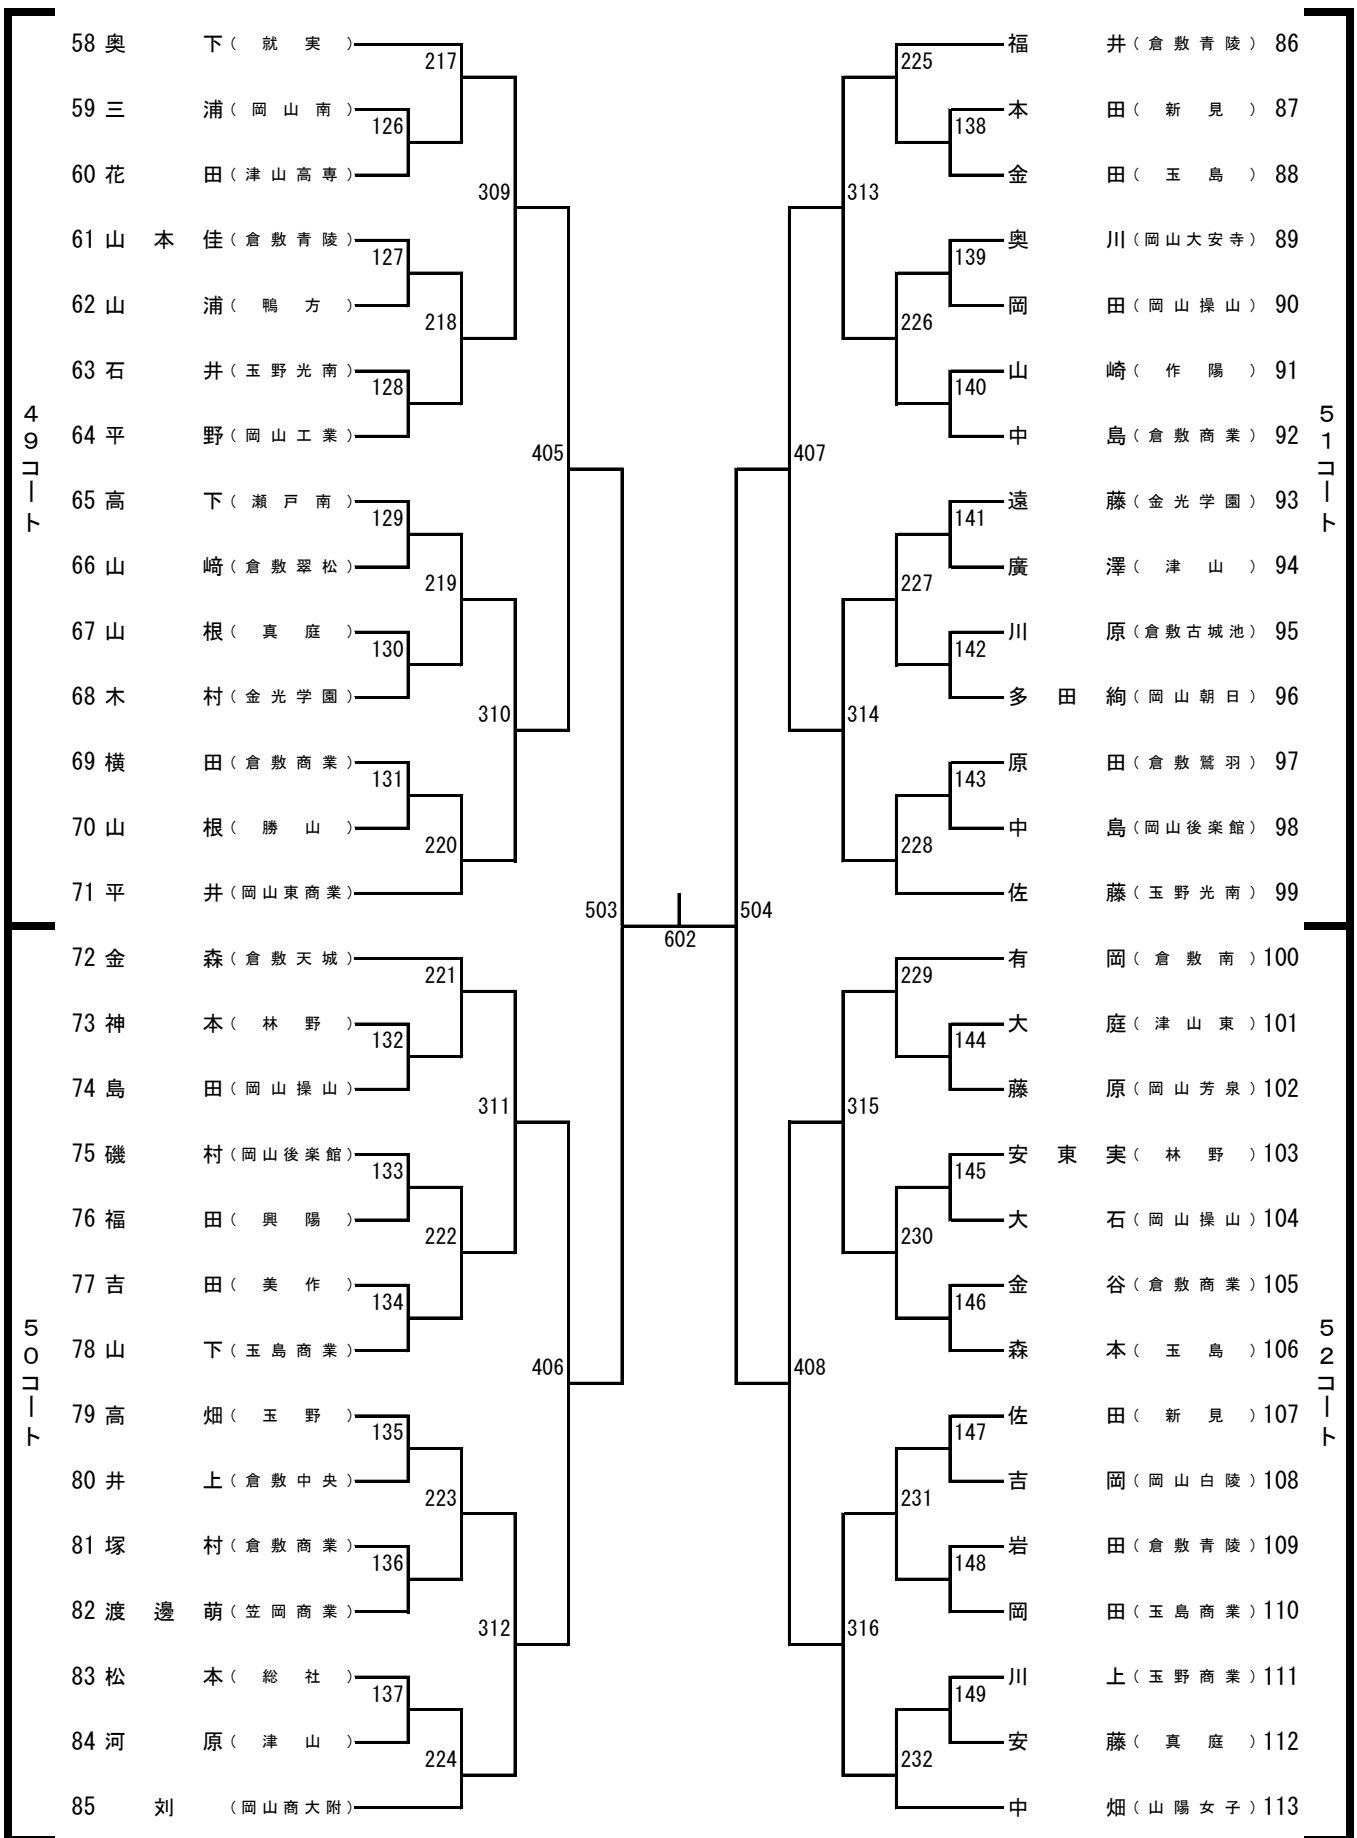 58 奥下(就実)
217
59 三浦(岡山南)
126
60 花田(津山高専)
309
61 山本佳(倉敷青陵)
127
62 山浦(鴨方)
218
63 石井(玉野光南)
128
64 平野(岡山工業)
49コート
405
65 高下(瀬戸南)
129
66 山﨑(倉敷翠松)
219
67 山根(真庭)
130
68 木村(金光学園)
310
69 横田(倉敷商業)
131
70 山根(勝山)
220
71 平井(岡山東商業)
503
602
72 金森(倉敷天城)
221
73 神本(林野)
132
74 島田(岡山操山)
311
75 磯村(岡山後楽館)
133
76 福田(興陽)
222
77 吉田(美作)
134
78 山下(玉島商業)
50コート
406
79 高畑(玉野)
135
80 井上(倉敷中央)
223
81 塚村(倉敷商業)
136
82 渡邊萌(笠岡商業)
312
83 松本(総社)
137
84 河原(津山)
224
85 刘(岡山商大附)
福井(倉敷青陵) 86
225
本田(新見) 87
138
金田(玉島) 88
313
奥川(岡山大安寺) 89
139
岡田(岡山操山) 90
226
山崎(作陽) 91
140
中島(倉敷商業) 92
51コート
407
遠藤(金光学園) 93
141
廣澤(津山) 94
227
川原(倉敷古城池) 95
142
多田絢(岡山朝日) 96
314
原田(倉敷鷲羽) 97
143
中島(岡山後楽館) 98
228
佐藤(玉野光南) 99
504
有岡(倉敷南) 100
229
大庭(津山東) 101
144
藤原(岡山芳泉) 102
315
安東実(林野) 103
145
大石(岡山操山) 104
230
金谷(倉敷商業) 105
146
森本(玉島) 106
52コート
408
佐田(新見) 107
147
吉岡(岡山白陵) 108
231
岩田(倉敷青陵) 109
148
岡田(玉島商業) 110
316
川上(玉野商業) 111
149
安藤(真庭) 112
232
中畑(山陽女子) 113